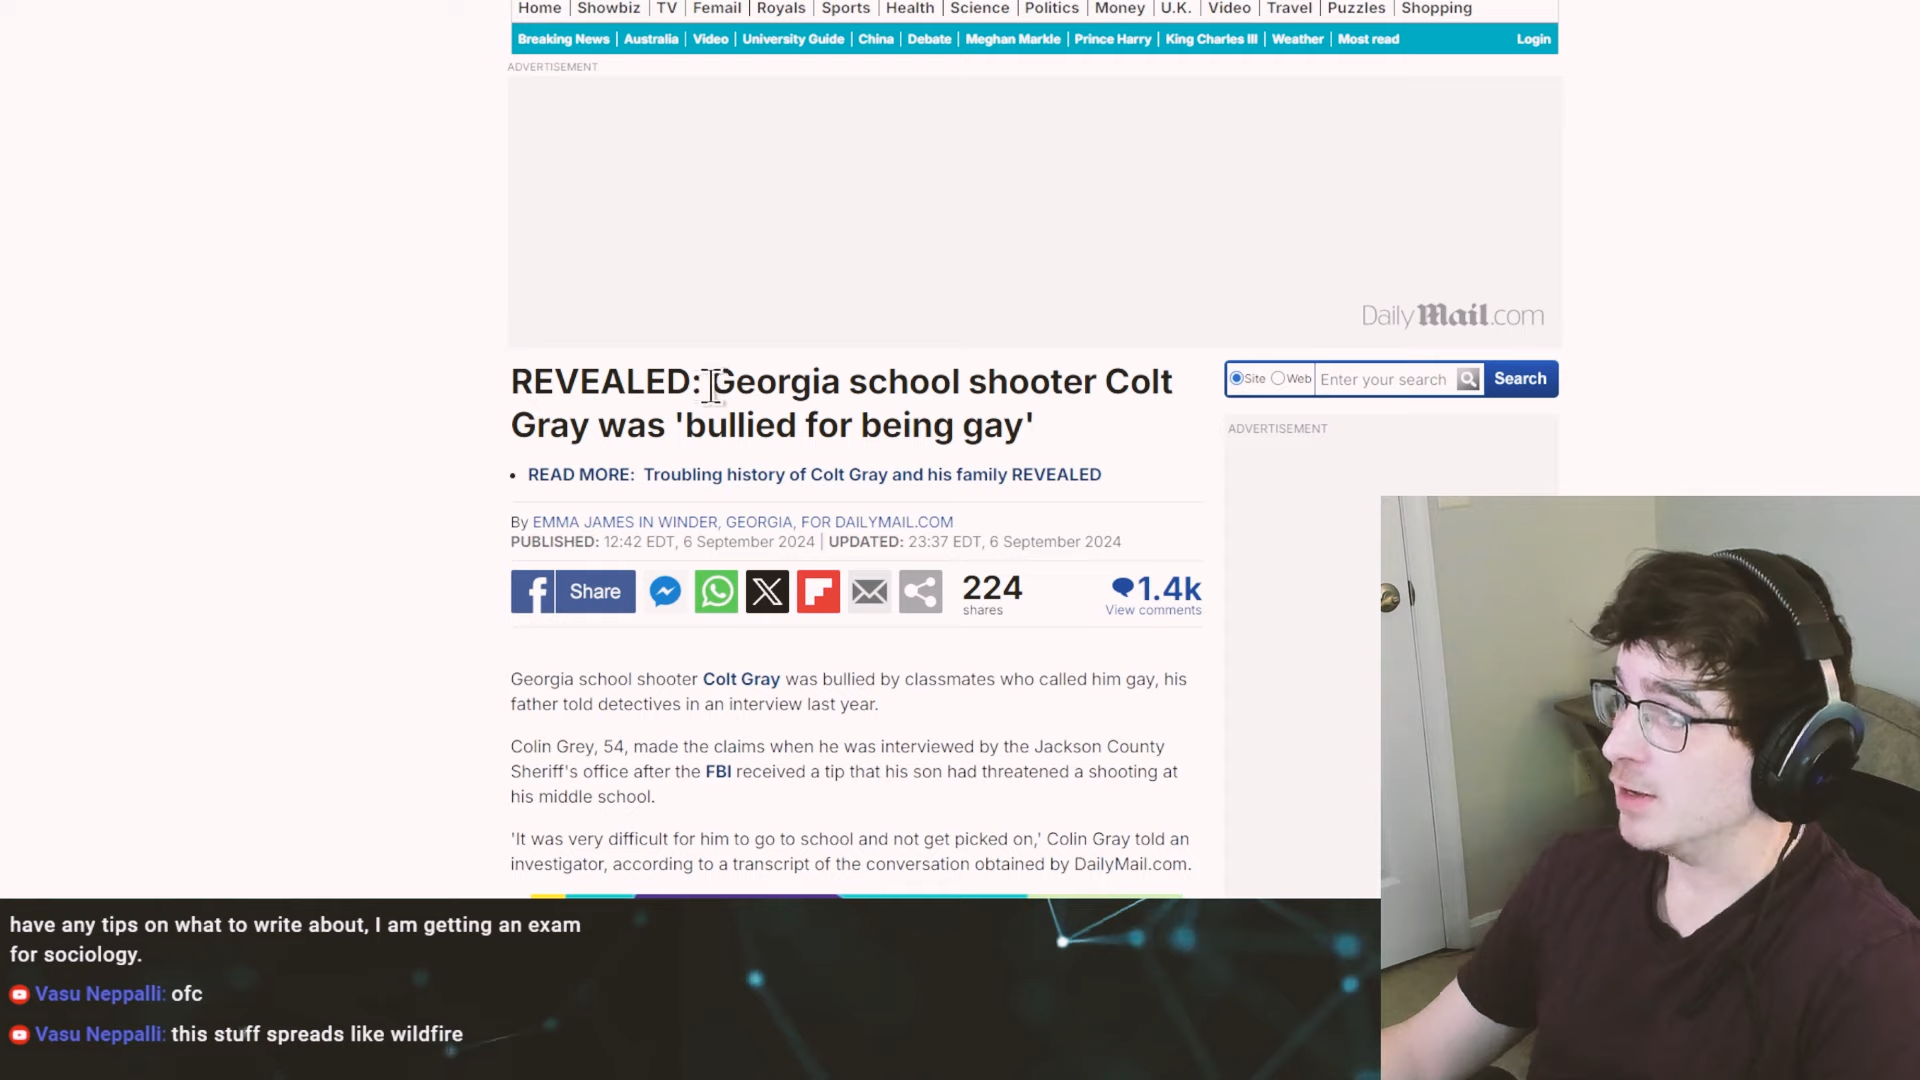 Home | Showbiz | TV | Femail | Royals | Sports | Health | Science | Politics | Money | U.K. | Video | Travel | Puzzles | Shopping
Breaking News | Australia | Video | University Guide | China | Debate | Meghan Markle | Prince Harry | King Charles III | Weather | Most read
Login
ADVERTISEMENT
Daily Mail.com
REVEALED: Georgia school shooter Colt
Gray was 'bullied for being gay'
• READ MORE: Troubling history of Colt Gray and his family REVEALED
By EMMA JAMES IN WINDER, GEORGIA, FOR DAILYMAIL.COM
PUBLISHED: 12:42 EDT, 6 September 2024 | UPDATED: 23:37 EDT, 6 September 2024
f Share
224
shares
1.4k
View comments
Site Web Enter your search Search
ADVERTISEMENT
Georgia school shooter Colt Gray was bullied by classmates who called him gay, his
father told detectives in an interview last year.
Colin Grey, 54, made the claims when he was interviewed by the Jackson County
Sheriff's office after the FBI received a tip that his son had threatened a shooting at
his middle school.
'It was very difficult for him to go to school and not get picked on,' Colin Gray told an
investigator, according to a transcript of the conversation obtained by DailyMail.com.
have any tips on what to write about, I am getting an exam
for sociology.
Vasu Neppalli: ofc
Vasu Neppalli: this stuff spreads like wildfire